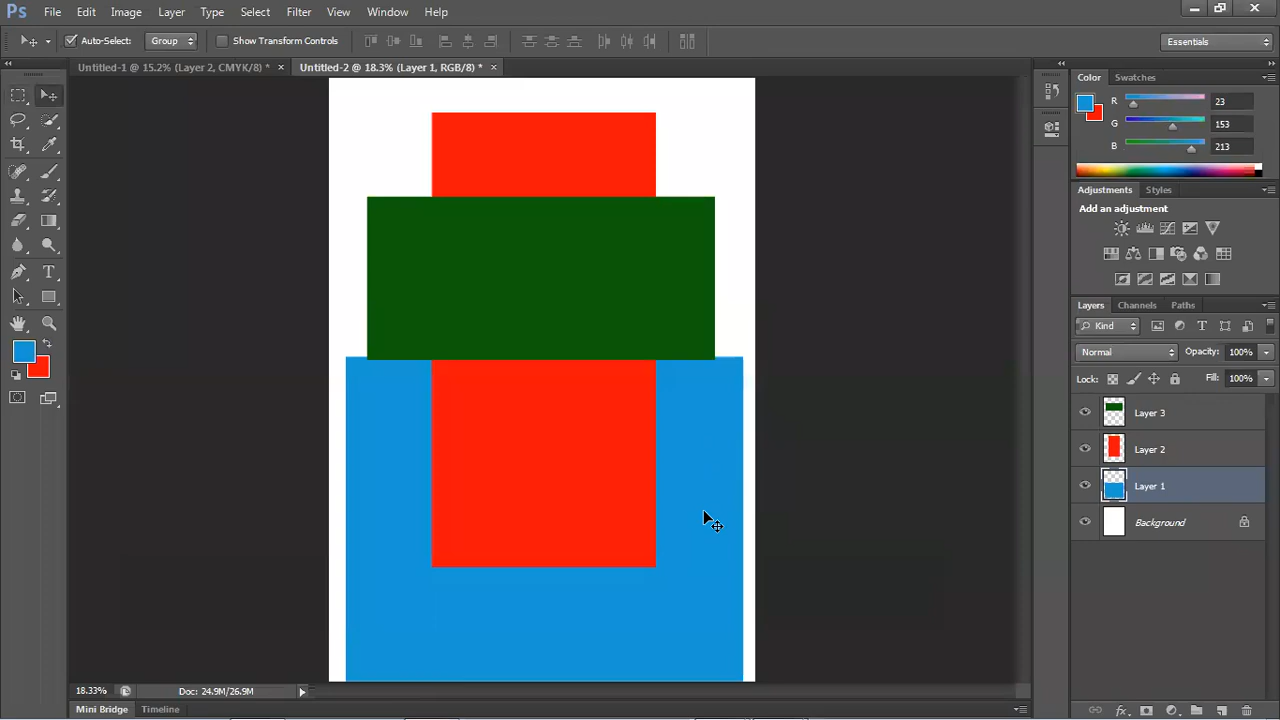 Ps File Edit Image Layer Type Select Filter View Window Help
Auto-Select: Group Show Transform Controls Essentials
Untitled-1 @ 15.2% (Layer 2, CMYK/8) * × Untitled-2 @ 18.3% (Layer 1, RGB/8) * ×
Color Swatches
R 23
G 153
B 213
Adjustments Styles
Add an adjustment
Layers Channels Paths
Kind
Normal Opacity: 100%
Lock: Fill: 100%
Layer 3
Layer 2
Layer 1
Background
18.33% Doc: 24.9M/26.9M
Mini Bridge Timeline